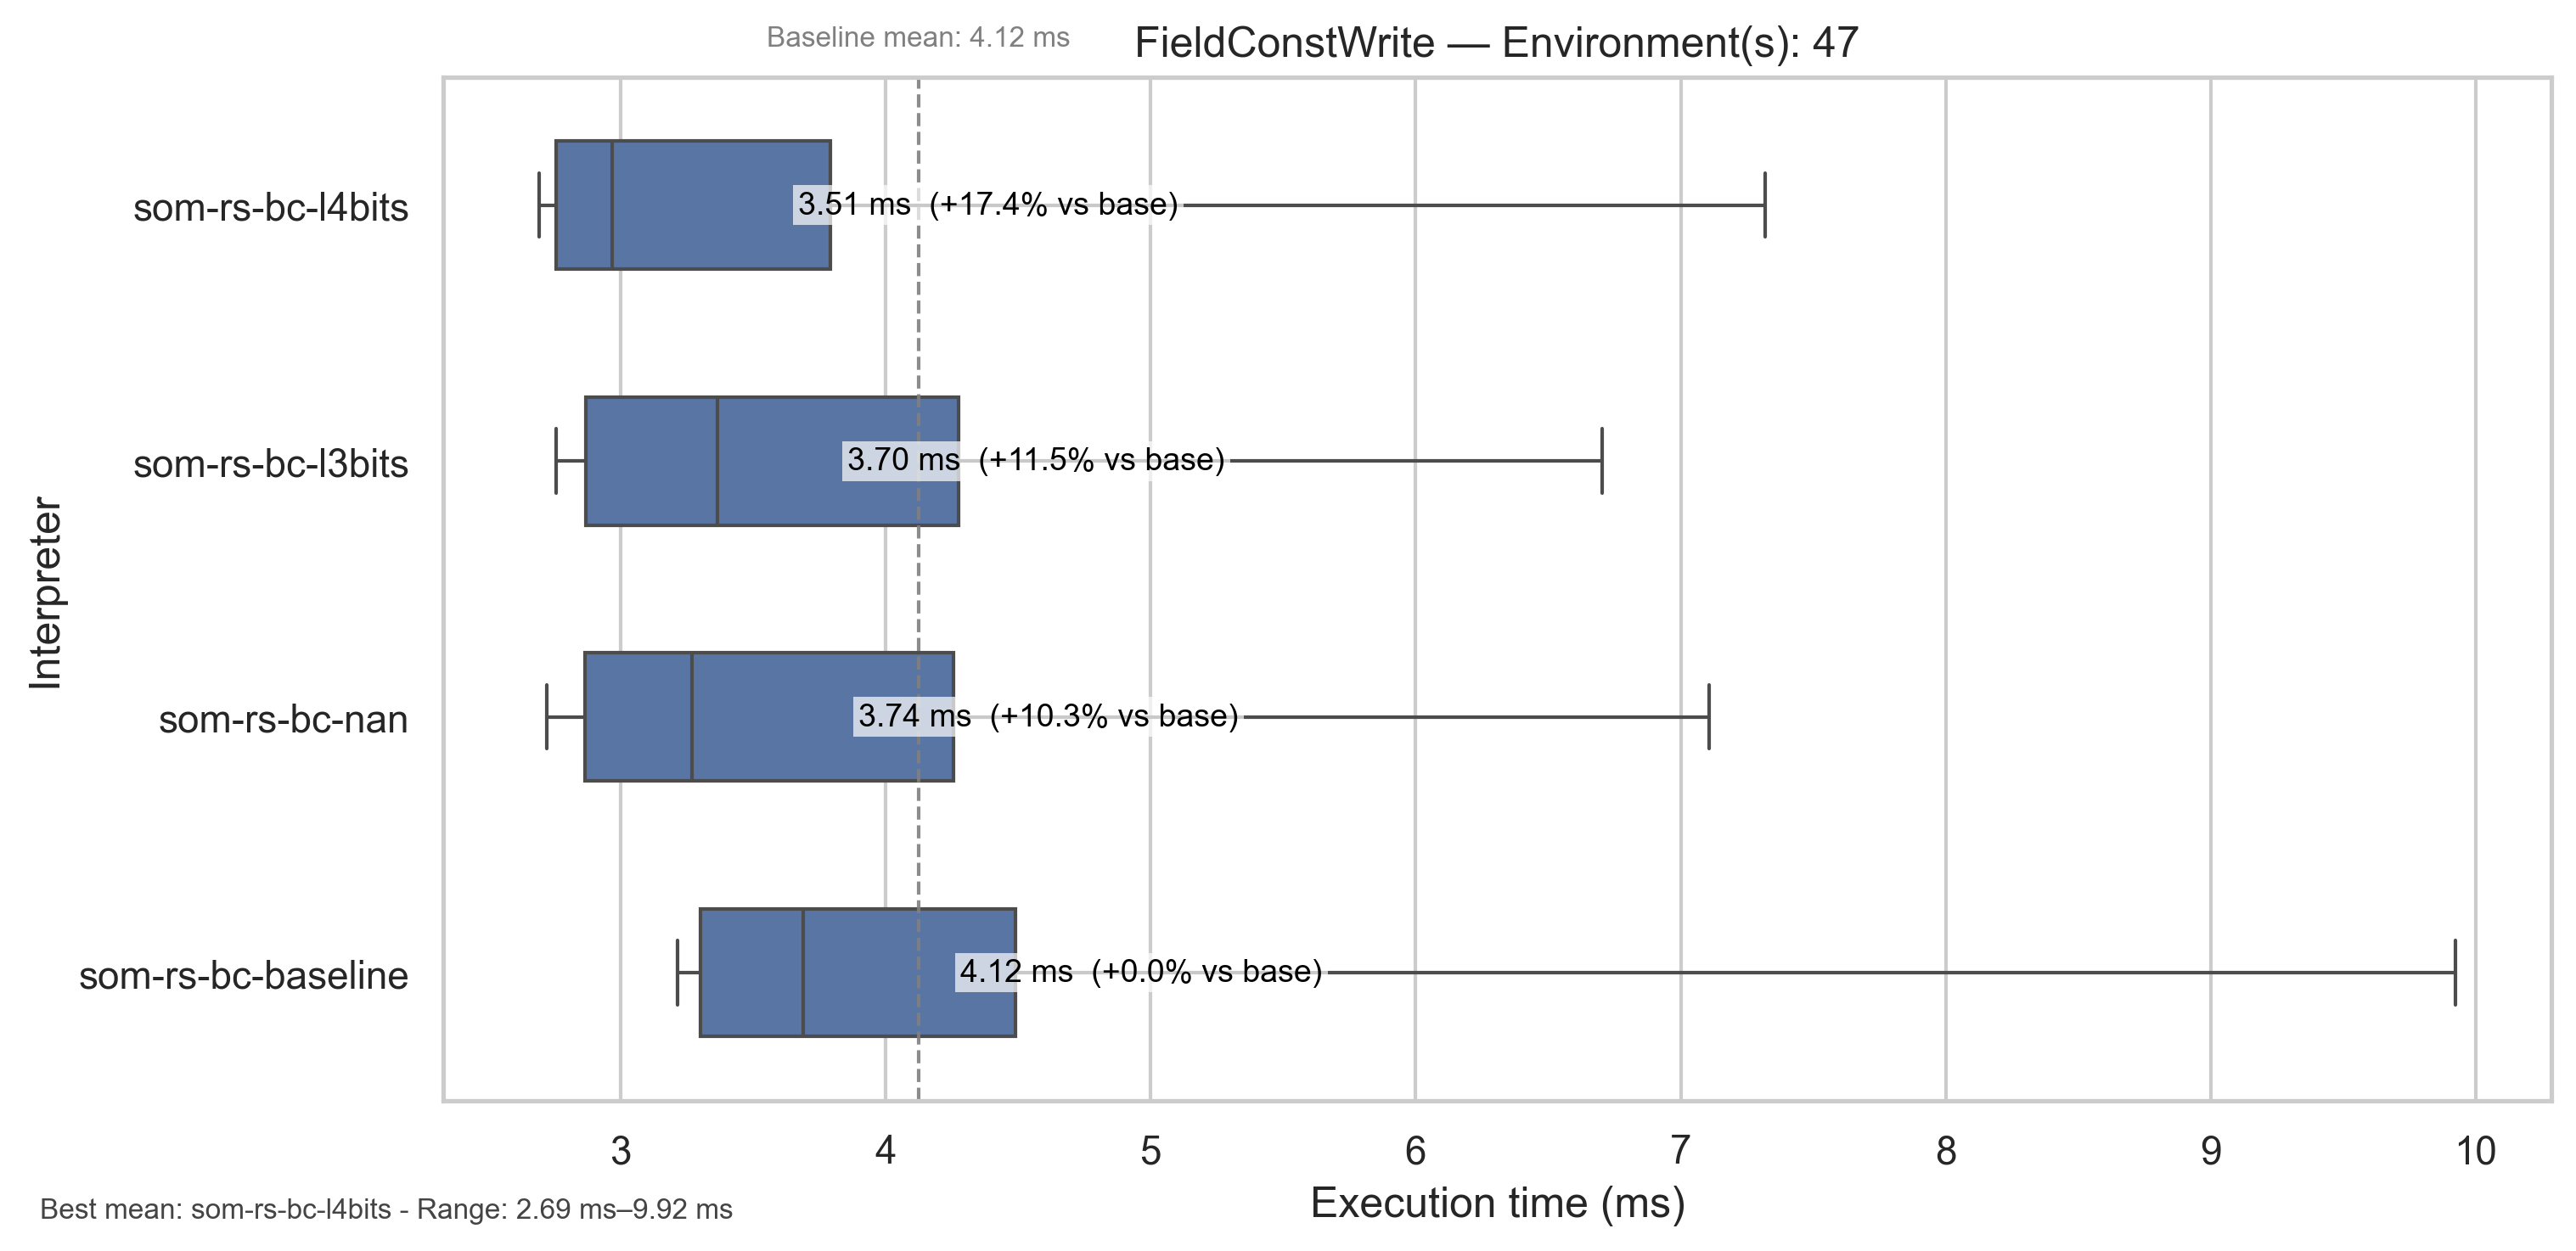 Baseline mean: 4.12 ms
FieldConstWrite — Environment(s): 47
som-rs-bc-l4bits
3.51 ms (+17.4% vs base)
som-rs-bc-l3bits
3.70 ms (+11.5% vs base)
som-rs-bc-nan
3.74 ms (+10.3% vs base)
som-rs-bc-baseline
4.12 ms (+0.0% vs base)
Interpreter
3 4 5 6 7 8 9 10
Execution time (ms)
Best mean: som-rs-bc-l4bits - Range: 2.69 ms–9.92 ms